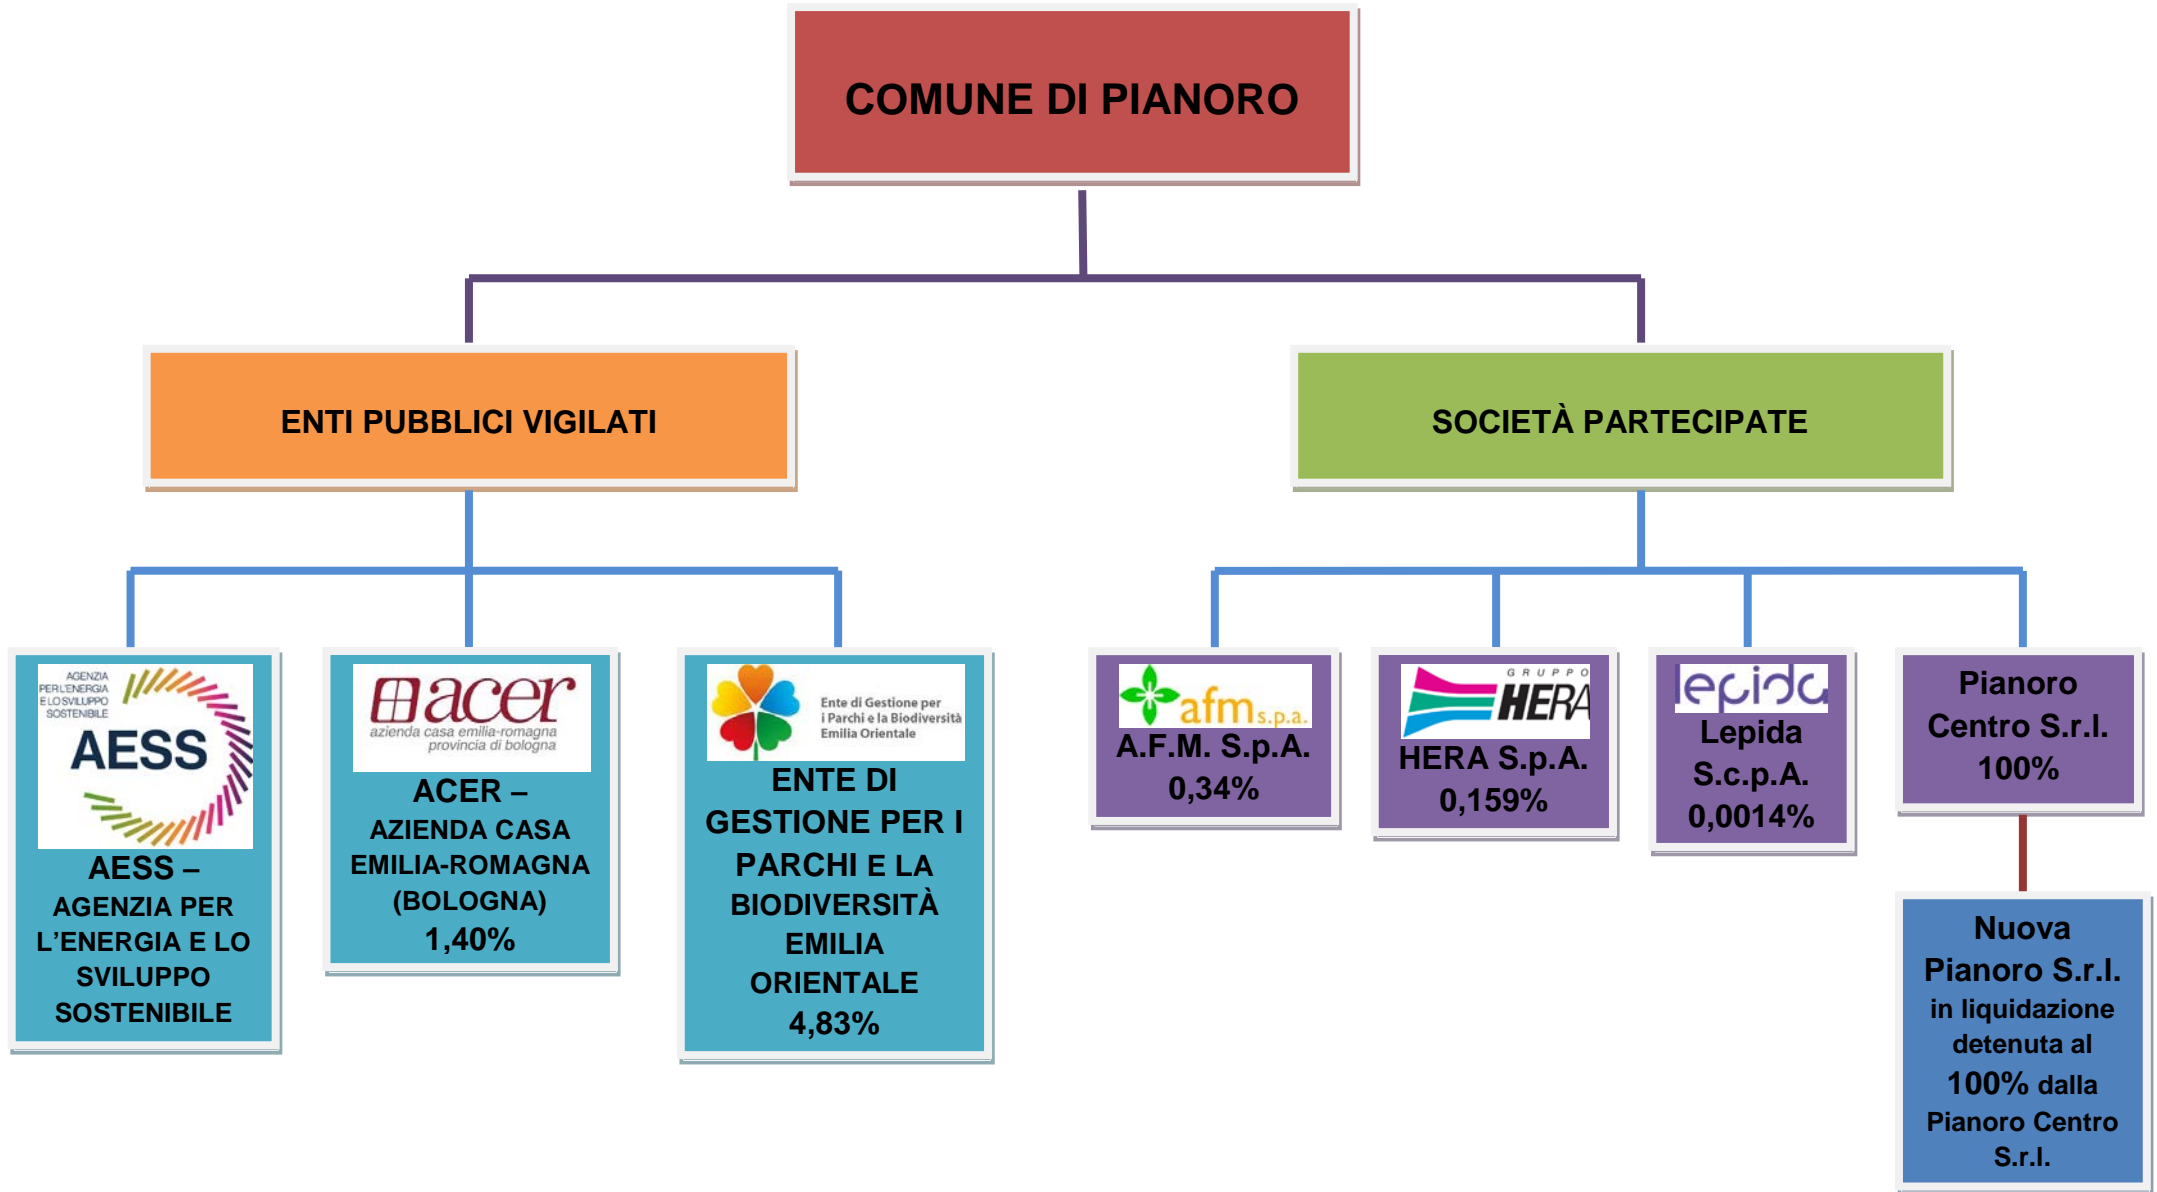 COMUNE DI PIANORO
ENTI PUBBLICI VIGILATI
SOCIETÀ PARTECIPATE
AGENZIA
PER L'ENERGIA
E LO SVILUPPO
SOSTENIBILE
AESS
AESS –
AGENZIA PER
L’ENERGIA E LO
SVILUPPO
SOSTENIBILE
acer
azienda casa emilia-romagna
provincia di bologna
ACER –
AZIENDA CASA
EMILIA-ROMAGNA
(BOLOGNA)
1,40%
Ente di Gestione per
i Parchi e la Biodiversità
Emilia Orientale
ENTE DI
GESTIONE PER I
PARCHI E LA
BIODIVERSITÀ
EMILIA
ORIENTALE
4,83%
afm s.p.a.
A.F.M. S.p.A.
0,34%
GRUPPO
HERA
HERA S.p.A.
0,159%
lepida
Lepida
S.c.p.A.
0,0014%
Pianoro
Centro S.r.l.
100%
Nuova
Pianoro S.r.l.
in liquidazione
detenuta al
100% dalla
Pianoro Centro
S.r.l.